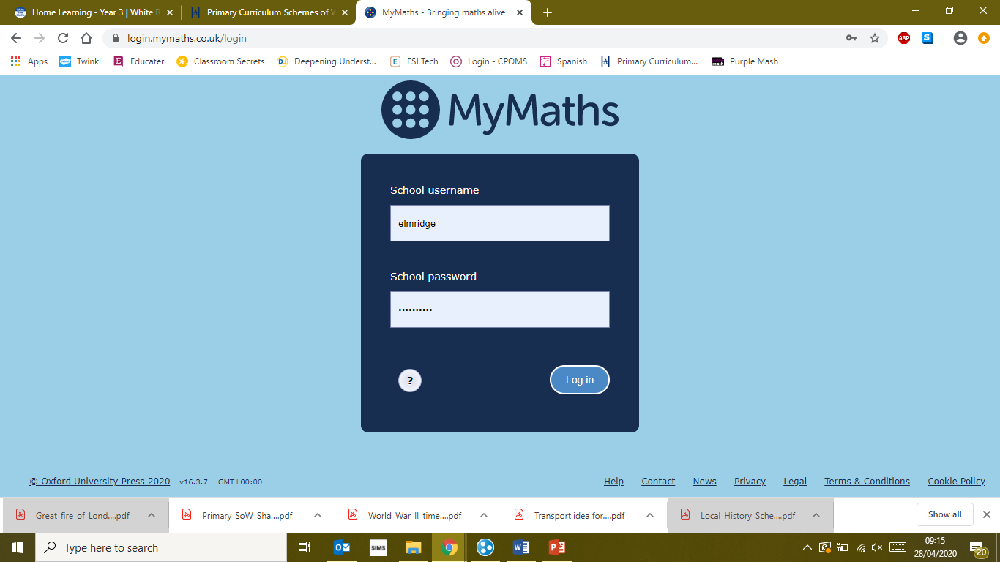 Home Learning - Year 3 | White R
Primary Curriculum Schemes of W
MyMaths - Bringing maths alive
login.mymaths.co.uk/login
ABP
S
Apps
Twinkl
Educater
Classroom Secrets
Deepening Underst...
ESI Tech
Login - CPOMS
Spanish
Primary Curriculum...
Purple Mash
MyMaths
School username
elmridge
School password
••••••••••
?
Log in
© Oxford University Press 2020 v16.3.7 – GMT+00:00
Help Contact News Privacy Legal Terms & Conditions Cookie Policy
Great_fire_of_Lond....pdf
Primary_SoW_Sha....pdf
World_War_II_time....pdf
Transport idea for....pdf
Local_History_Sche....pdf
Show all
Type here to search
SIMS
09:15
28/04/2020
20